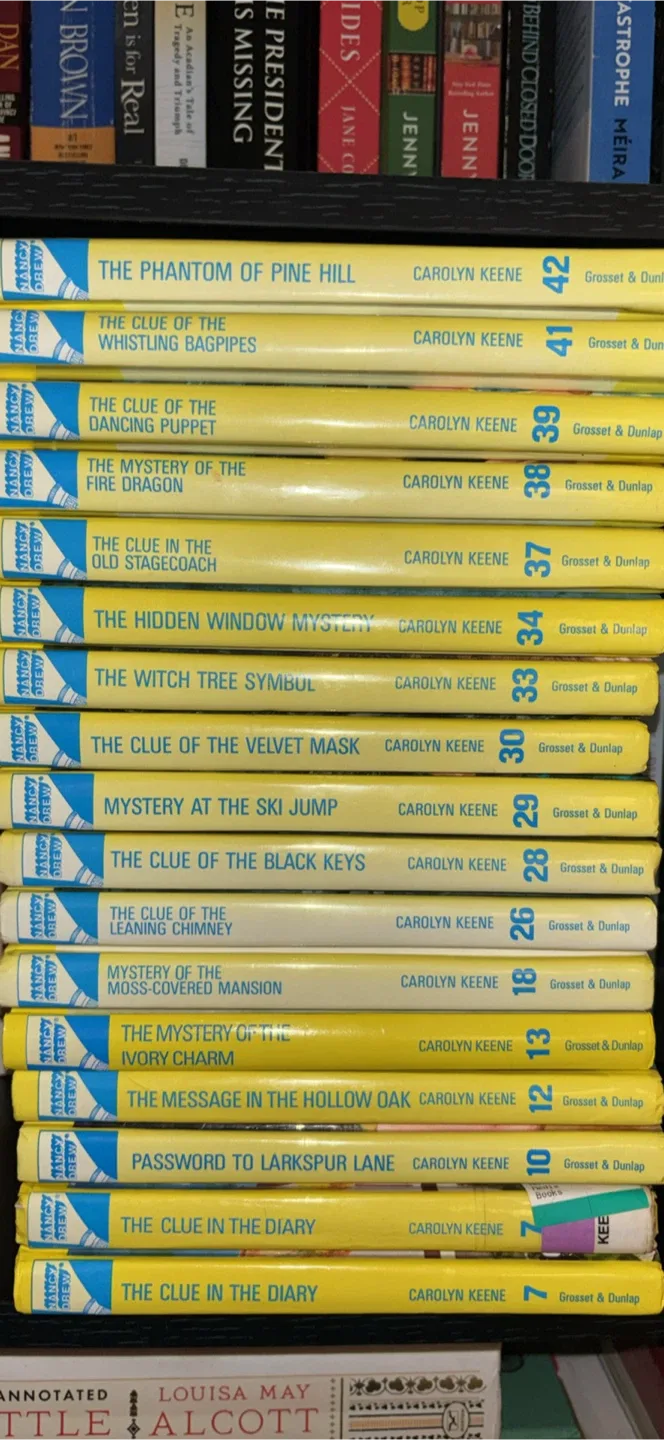 DAN
BROWN
en is for Real
E An Acadian's Tale of
Tragedy and Triumph
IS MISSING
E PRESIDENT
IDES JANE CO
JENNY
New York Times
Bestselling Author
JENN
BEHIND CLOSED DOO
ASTROPHE MÉIRA
NANCY
DREW
THE PHANTOM OF PINE HILL CAROLYN KEENE 42 Grosset & Dunl
NANCY
DREW
THE CLUE OF THE
WHISTLING BAGPIPES CAROLYN KEENE 41 Grosset & Dun
NANCY
DREW
THE CLUE OF THE
DANCING PUPPET CAROLYN KEENE 39 Grosset & Dunlap
NANCY
DREW
THE MYSTERY OF THE
FIRE DRAGON CAROLYN KEENE 38 Grosset & Dunlap
NANCY
DREW
THE CLUE IN THE
OLD STAGECOACH CAROLYN KEENE 37 Grosset & Dunlap
NANCY
DREW
THE HIDDEN WINDOW MYSTERY CAROLYN KEENE 34 Grosset & Dunlap
NANCY
DREW
THE WITCH TREE SYMBOL CAROLYN KEENE 33 Grosset & Dunlap
NANCY
DREW
THE CLUE OF THE VELVET MASK CAROLYN KEENE 30 Grosset & Dunlap
NANCY
DREW
MYSTERY AT THE SKI JUMP CAROLYN KEENE 29 Grosset & Dunlap
NANCY
DREW
THE CLUE OF THE BLACK KEYS CAROLYN KEENE 28 Grosset & Dunlap
NANCY
DREW
THE CLUE OF THE
LEANING CHIMNEY CAROLYN KEENE 26 Grosset & Dunlap
NANCY
DREW
MYSTERY OF THE
MOSS-COVERED MANSION CAROLYN KEENE 18 Grosset & Dunlap
NANCY
DREW
THE MYSTERY OF THE
IVORY CHARM CAROLYN KEENE 13 Grosset & Dunlap
NANCY
DREW
THE MESSAGE IN THE HOLLOW OAK CAROLYN KEENE 12 Grosset & Dunlap
NANCY
DREW
PASSWORD TO LARKSPUR LANE CAROLYN KEENE 10 Grosset & Dunlap
NANCY
DREW
THE CLUE IN THE DIARY CAROLYN KEENE 7
Books
KEE
NANCY
DREW
THE CLUE IN THE DIARY CAROLYN KEENE 7 Grosset & Dunlap
ANNOTATED LOUISA MAY
TTLE ALCOTT